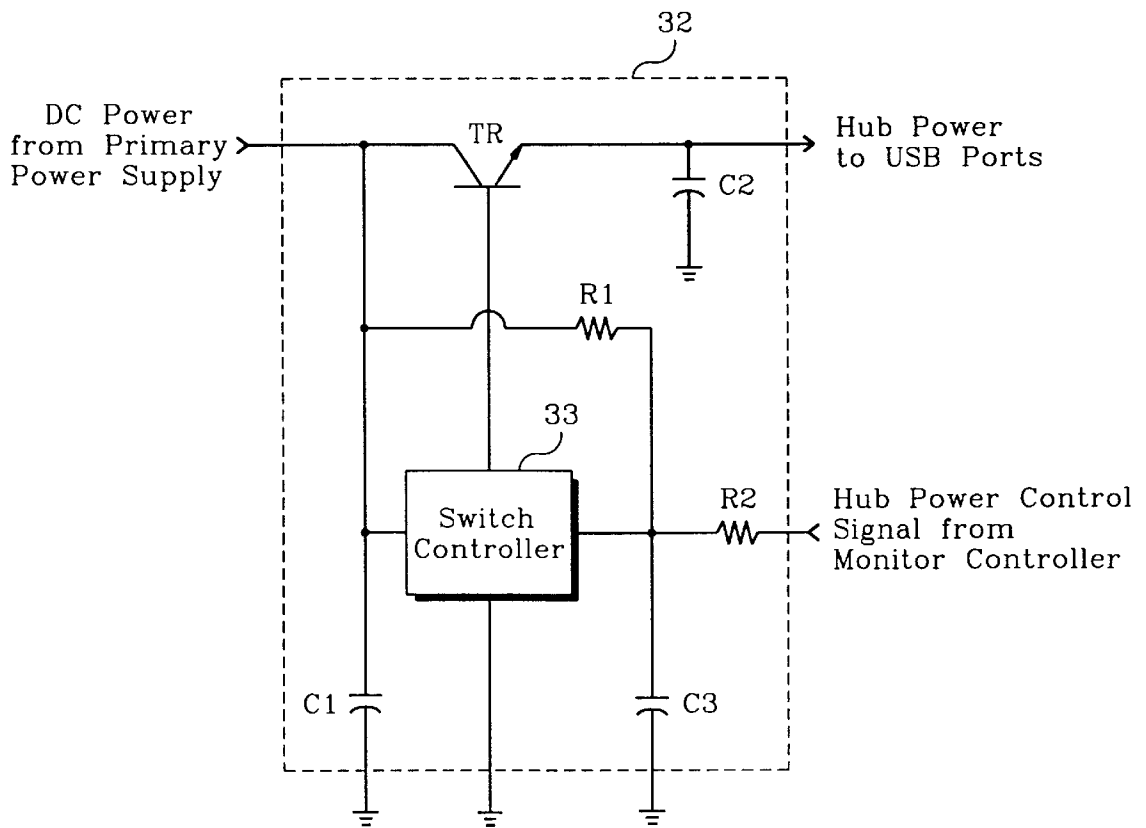 32
DC Power
from Primary
Power Supply
TR
Hub Power
to USB Ports
C2
R1
33
Switch
Controller
R2
Hub Power Control
Signal from
Monitor Controller
C1
C3